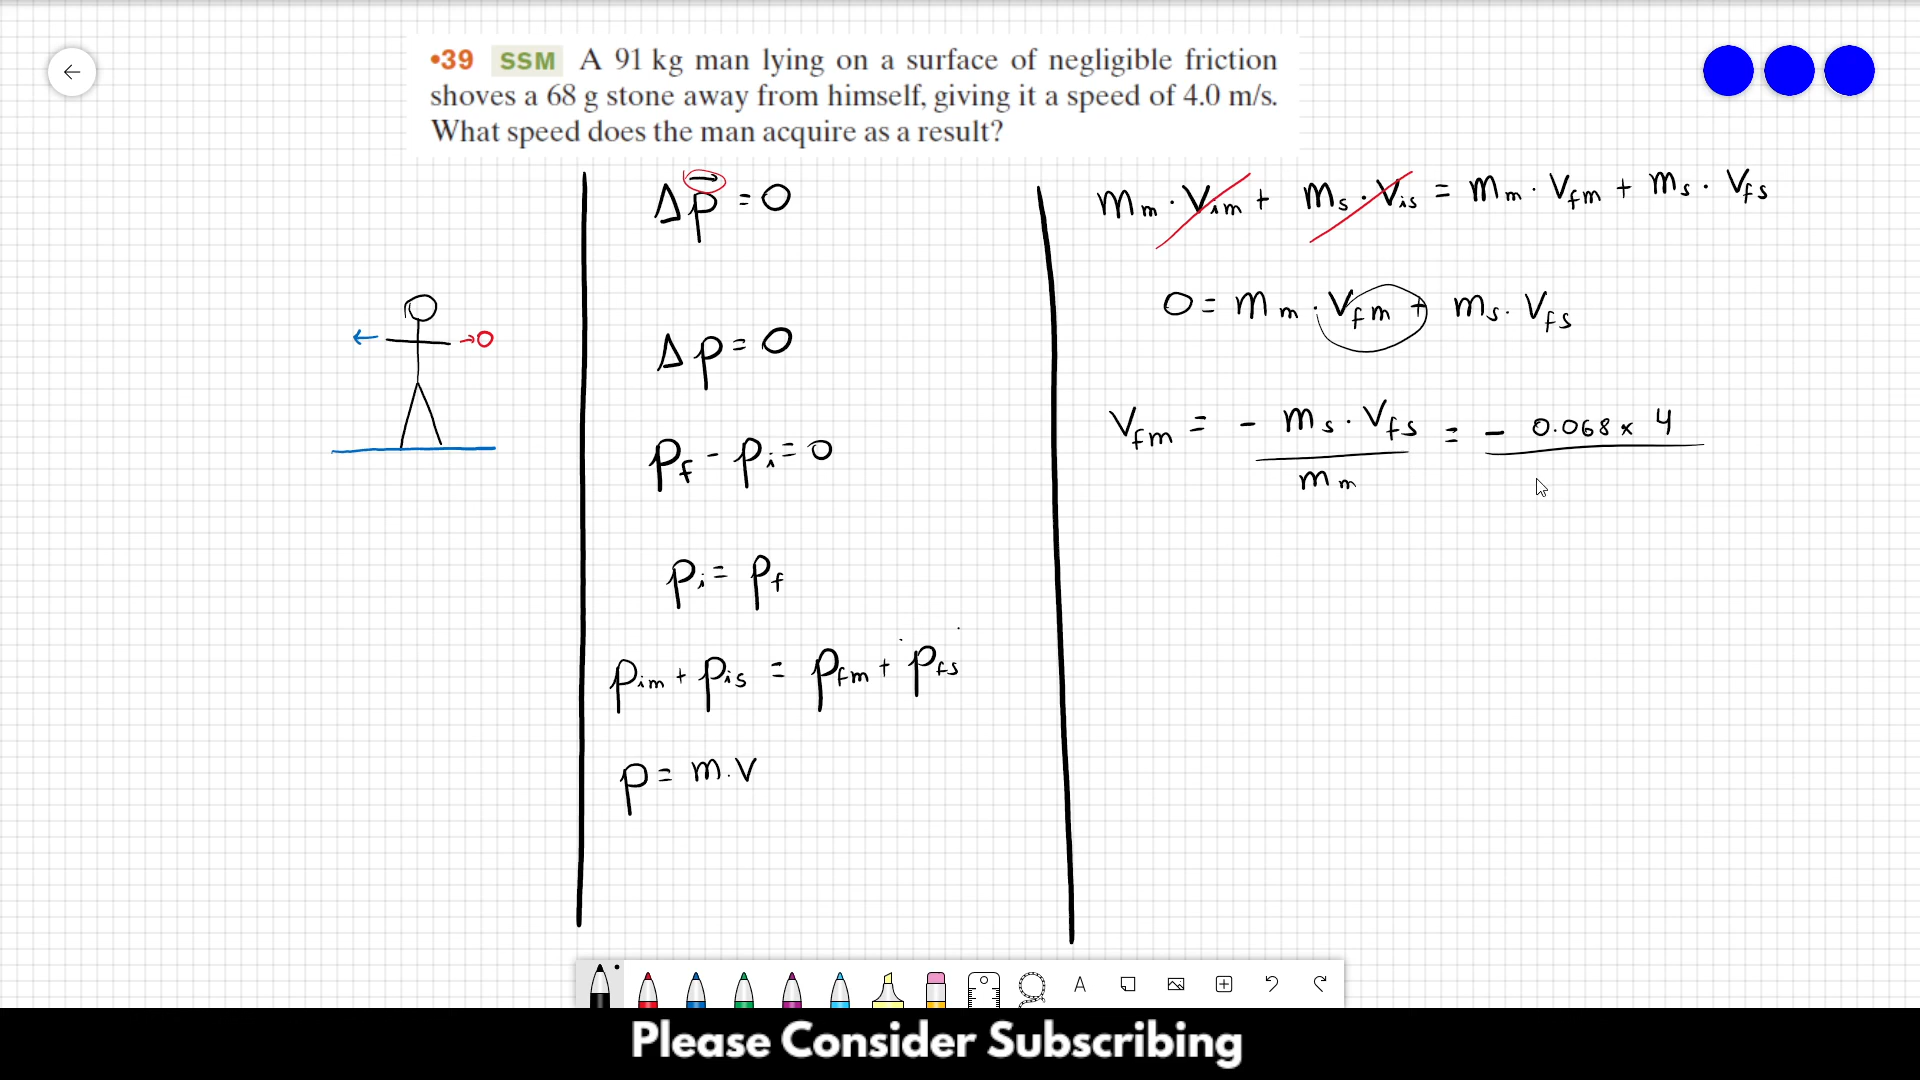 •39 SSM A 91 kg man lying on a surface of negligible friction
shoves a 68 g stone away from himself, giving it a speed of 4.0 m/s.
What speed does the man acquire as a result?
Δp⃗ = 0
Δp = 0
pf - pi = 0
pi = pf
pim + pis = pfm + pfs
p = m.v
mm · Vim + ms · Vis = mm · Vfm + ms · Vfs
0 = mm · Vfm + ms · Vfs
Vfm = - ms · Vfs / mm = - 0.068 x 4
A
Please Consider Subscribing